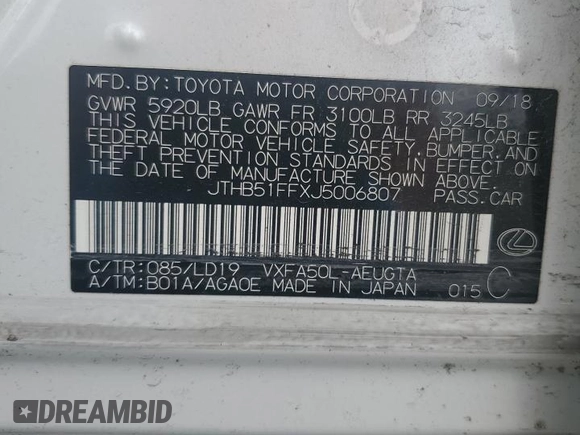 MFD. BY: TOYOTA MOTOR CORPORATION 09/18
GVWR 5920LB GAWR FR 3100LB RR 3245LB
THIS VEHICLE CONFORMS TO ALL APPLICABLE
FEDERAL MOTOR VEHICLE SAFETY, BUMPER, AND
THEFT PREVENTION STANDARDS IN EFFECT ON
THE DATE OF MANUFACTURE SHOWN ABOVE.
JTHB51FFXJ5006807 PASS. CAR
C/TR: 085/LD19 VXFA50L-AEUGTA
A/TM: B01A/AGA0E MADE IN JAPAN 015 C
DREAMBID